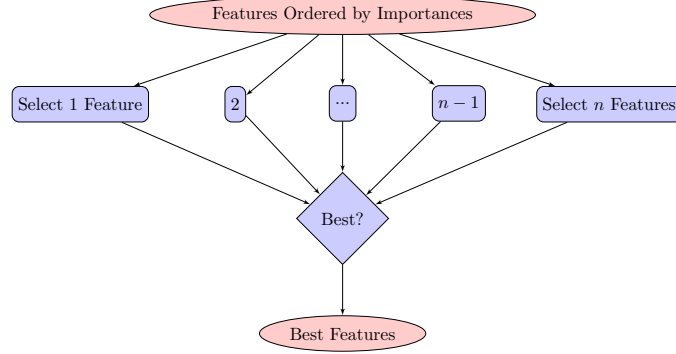 Features Ordered by Importances
Select 1 Feature
2
...
n − 1
Select n Features
Best?
Best Features